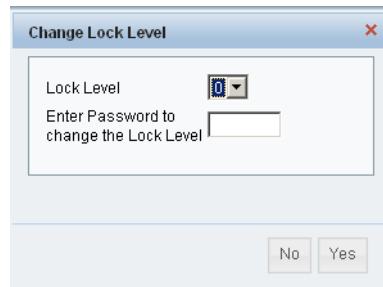 Change Lock Level
Lock Level 0
Enter Password to
change the Lock Level
No Yes